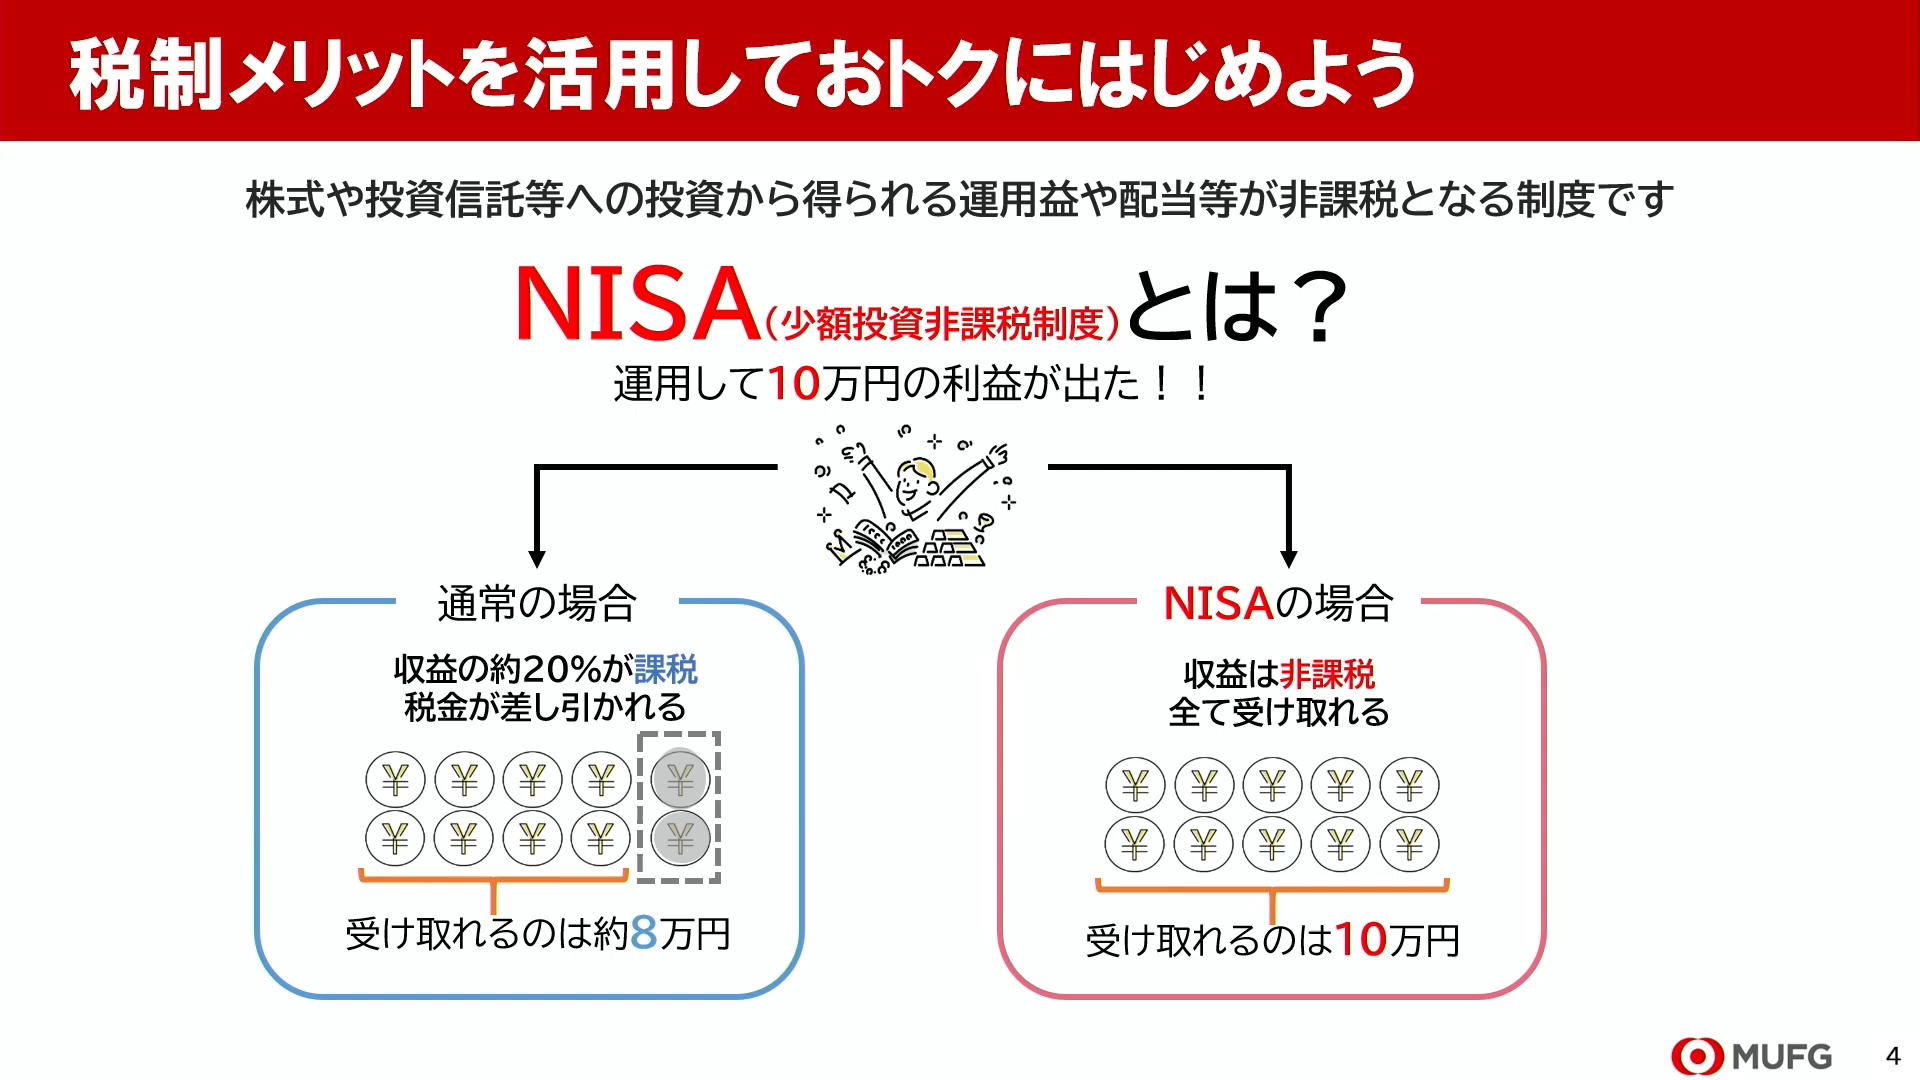 税制メリットを活用しておトクにはじめよう
株式や投資信託等への投資から得られる運用益や配当等が非課税となる制度です
NISA（少額投資非課税制度）とは？
運用して10万円の利益が出た！！
通常の場合
収益の約20%が課税
税金が差し引かれる
¥ ¥ ¥ ¥ ¥
¥ ¥ ¥ ¥ ¥
受け取れるのは約8万円
NISAの場合
収益は非課税
全て受け取れる
¥ ¥ ¥ ¥ ¥
¥ ¥ ¥ ¥ ¥
受け取れるのは10万円
MUFG
4